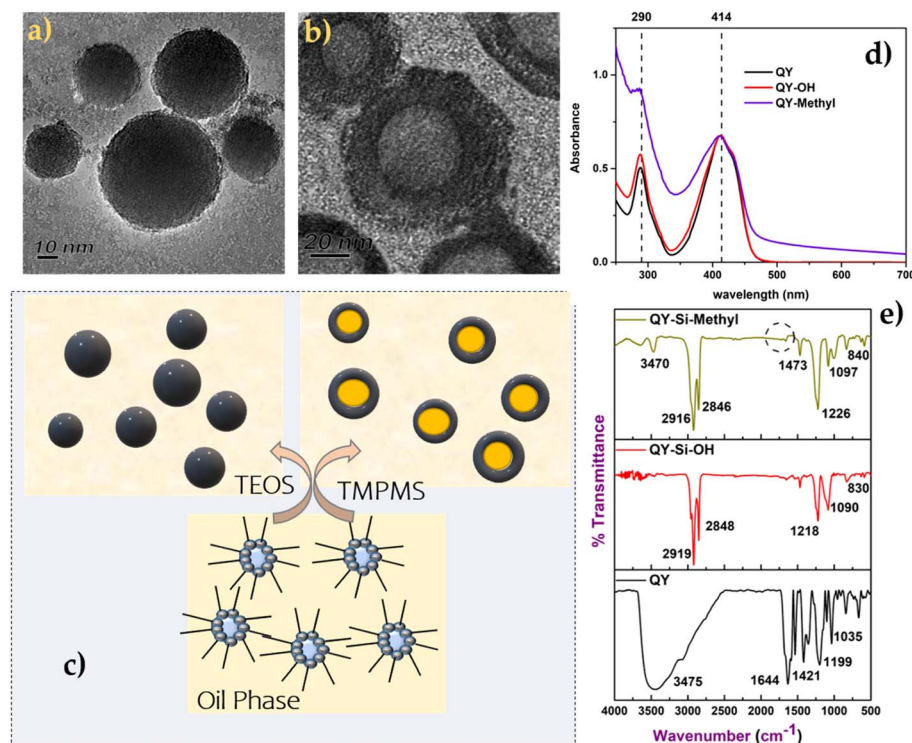 a)
10 nm
b)
20 nm
290 414
d)
QY
QY-OH
QY-Methyl
Absorbance
1.0
0.5
0.0
300 400 500 600 700
wavelength (nm)
TEOS
TMPMS
c)
Oil Phase
e)
QY-Si-Methyl
3470
2916
2846
1473
1226
1097
840
QY-Si-OH
2919
2848
1218
1090
830
QY
3475
1644
1421
1199
1035
% Transmittance
4000 3500 3000 2500 2000 1500 1000 500
Wavenumber (cm⁻¹)